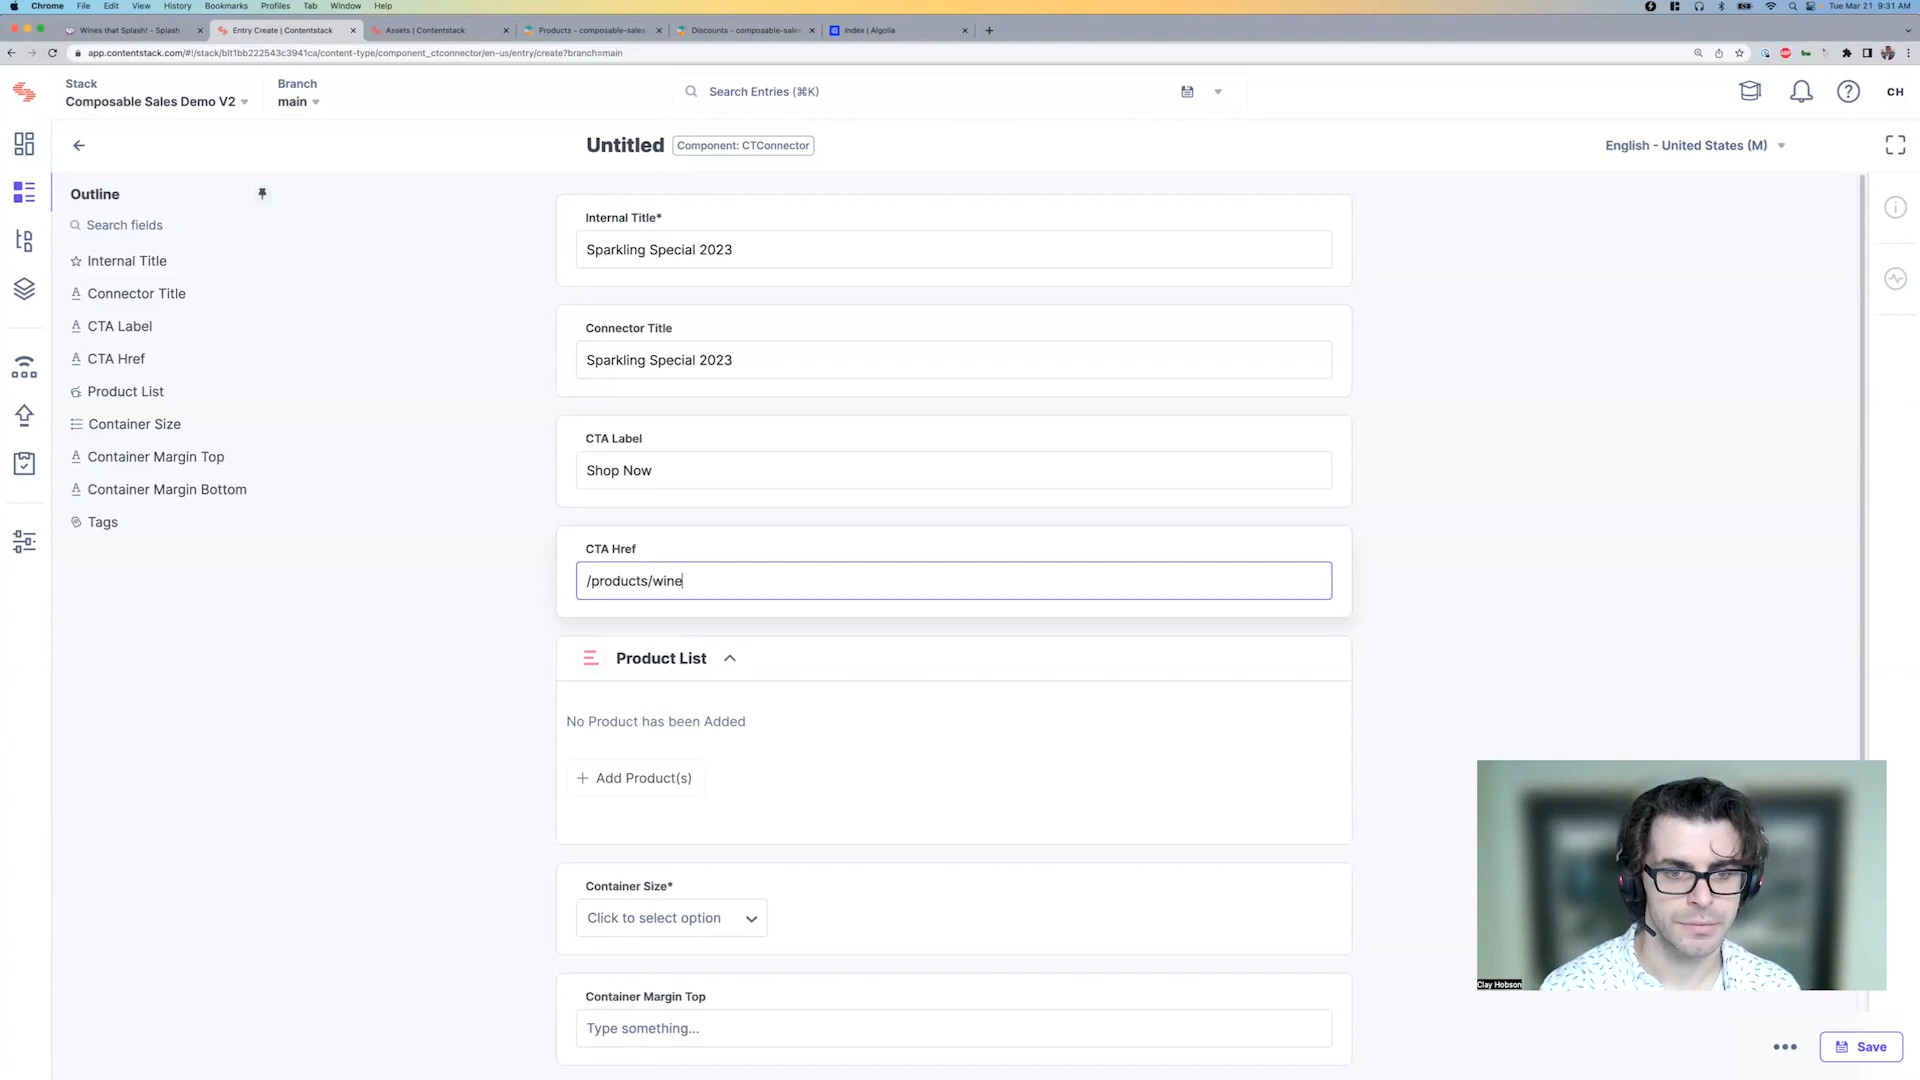 Chrome File Edit View History Bookmarks Profiles Tab Window Help
Tue Mar 21 9:31 AM
Wines that Splash! - Splash
Entry Create | Contentstack
Assets | Contentstack
Products - composable-sales
Discounts - composable-sales
Index | Algolia
app.contentstack.com/#!/stack/blt1bb222543c3941ca/content-type/component_ctconnector/en-us/entry/create?branch=main
Stack
Composable Sales Demo V2
Branch
main
Search Entries (⌘K)
CH
Untitled
Component: CTConnector
English - United States (M)
Outline
Search fields
Internal Title
Connector Title
CTA Label
CTA Href
Product List
Container Size
Container Margin Top
Container Margin Bottom
Tags
Internal Title*
Sparkling Special 2023
Connector Title
Sparkling Special 2023
CTA Label
Shop Now
CTA Href
/products/wine
Product List
No Product has been Added
+ Add Product(s)
Container Size*
Click to select option
Container Margin Top
Type something...
Clay Hobson
Save